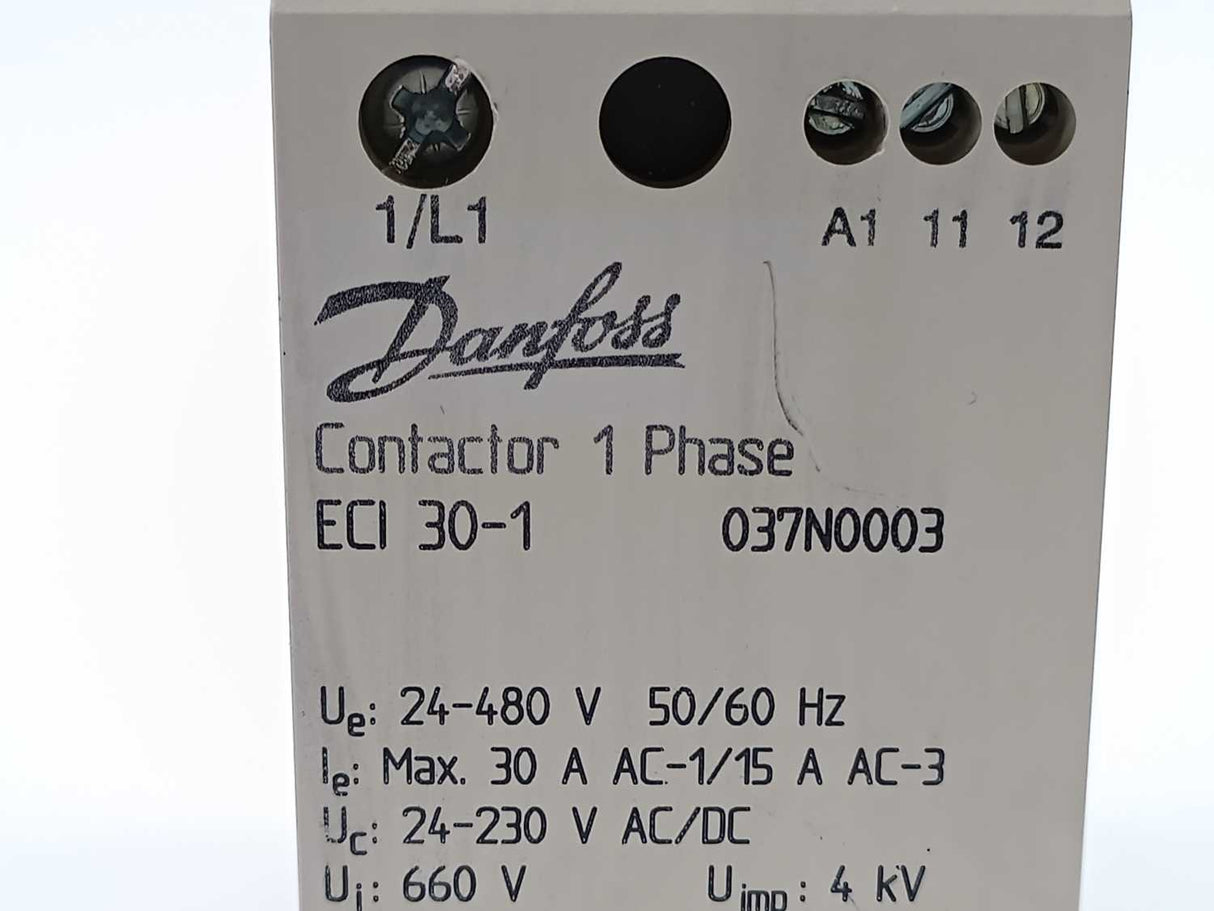 1/L1 A1 11 12
Danfoss
Contactor 1 Phase
ECI 30-1 037N0003
Ue: 24-480 V 50/60 Hz
Ie: Max. 30 A AC-1/15 A AC-3
Uc: 24-230 V AC/DC
Ui: 660 V Uimp: 4 kV